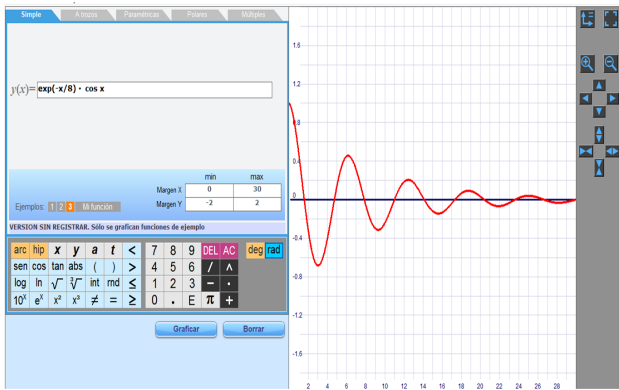 Simple A trozos Paramétricas Polares Múltiples
y(x)= exp(-x/8)· cos x
min max
Margen X 0 30
Margen Y -2 2
Ejemplos: 1 2 3 Mi función
VERSION SIN REGISTRAR. Sólo se grafican funciones de ejemplo
arc hip x y a t < 7 8 9 DEL AC deg rad
sen cos tan abs ( ) > 4 5 6 / ^
log ln √ ∛ int rnd ≤ 1 2 3 − ·
10ˣ eˣ x² x³ ≠ = ≥ 0 . E π +
Graficar Borrar
1.6
1.2
0.8
0.4
0
-0.4
-0.8
-1.2
-1.6
2 4 6 8 10 12 14 16 18 20 22 24 26 28